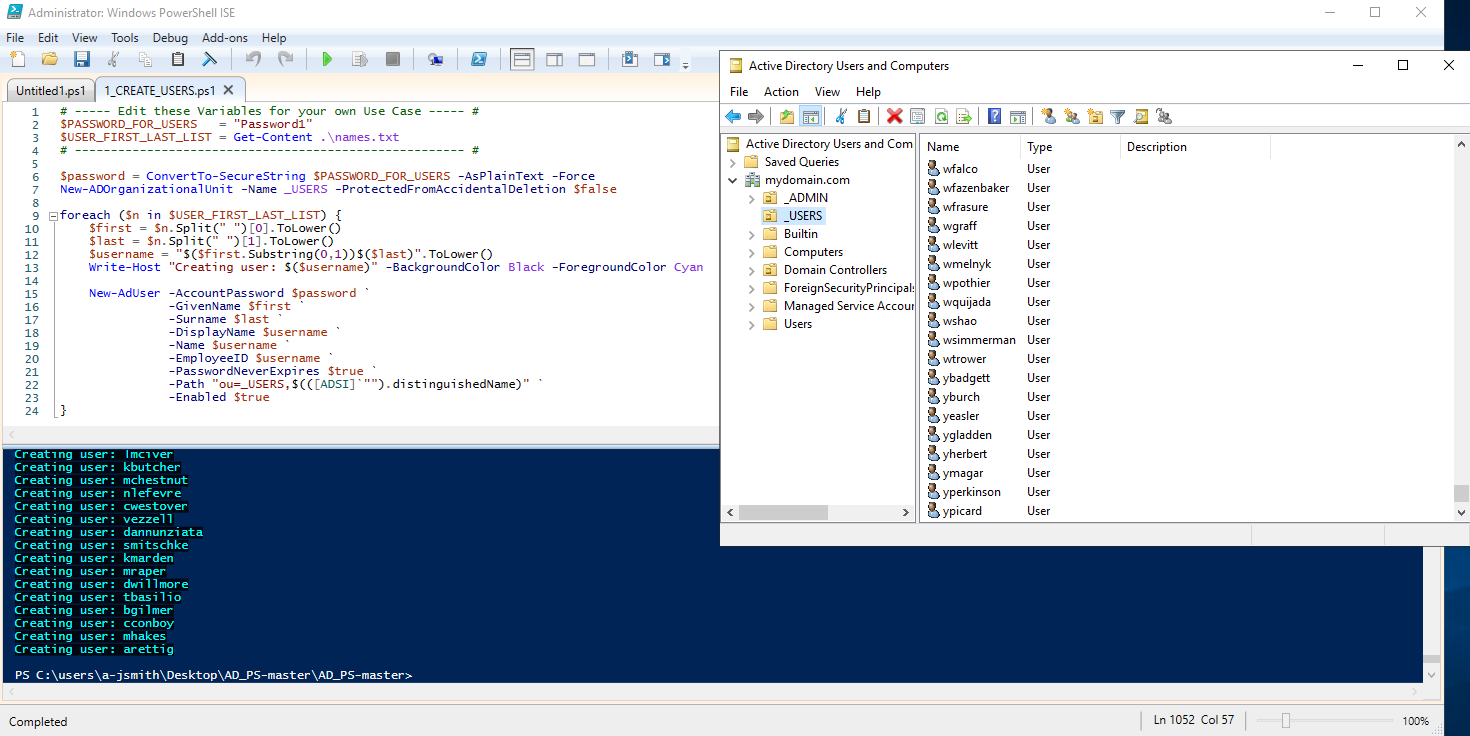 Administrator: Windows PowerShell ISE
File Edit View Tools Debug Add-ons Help
Untitled1.ps1 1_CREATE_USERS.ps1
1 # ----- Edit these Variables for your own Use Case ----- #
2 $PASSWORD_FOR_USERS = "Password1"
3 $USER_FIRST_LAST_LIST = Get-Content .\names.txt
4 # ------------------------------------------------------ #
5
6 $password = ConvertTo-SecureString $PASSWORD_FOR_USERS -AsPlainText -Force
7 New-ADOrganizationalUnit -Name _USERS -ProtectedFromAccidentalDeletion $false
8
9 foreach ($n in $USER_FIRST_LAST_LIST) {
10 $first = $n.Split(" ")[0].ToLower()
11 $last = $n.Split(" ")[1].ToLower()
12 $username = "$($first.Substring(0,1))$($last)".ToLower()
13 Write-Host "Creating user: $($username)" -BackgroundColor Black -ForegroundColor Cyan
14
15 New-AdUser -AccountPassword $password `
16 -GivenName $first `
17 -Surname $last `
18 -DisplayName $username `
19 -Name $username `
20 -EmployeeID $username `
21 -PasswordNeverExpires $true `
22 -Path "ou=_USERS,$(([ADSI]`"").distinguishedName)" `
23 -Enabled $true
24 }
Creating user: lmciver
Creating user: kbutcher
Creating user: mchestnut
Creating user: nlefevre
Creating user: cwestover
Creating user: vezzell
Creating user: dannunziata
Creating user: smitschke
Creating user: kmarden
Creating user: mraper
Creating user: dwillmore
Creating user: tbasilio
Creating user: bgilmer
Creating user: cconboy
Creating user: mhakes
Creating user: arettig
PS C:\users\a-jsmith\Desktop\AD_PS-master\AD_PS-master>
Completed
Ln 1052 Col 57
100%
Active Directory Users and Computers
File Action View Help
Active Directory Users and Com
Saved Queries
mydomain.com
_ADMIN
_USERS
Builtin
Computers
Domain Controllers
ForeignSecurityPrincipals
Managed Service Accour
Users
Name Type Description
wfalco User
wfazenbaker User
wfrasure User
wgraff User
wlevitt User
wmelnyk User
wpothier User
wquijada User
wshao User
wsimmerman User
wtrower User
ybadgett User
yburch User
yeasler User
ygladden User
yherbert User
ymagar User
yperkinson User
ypicard User